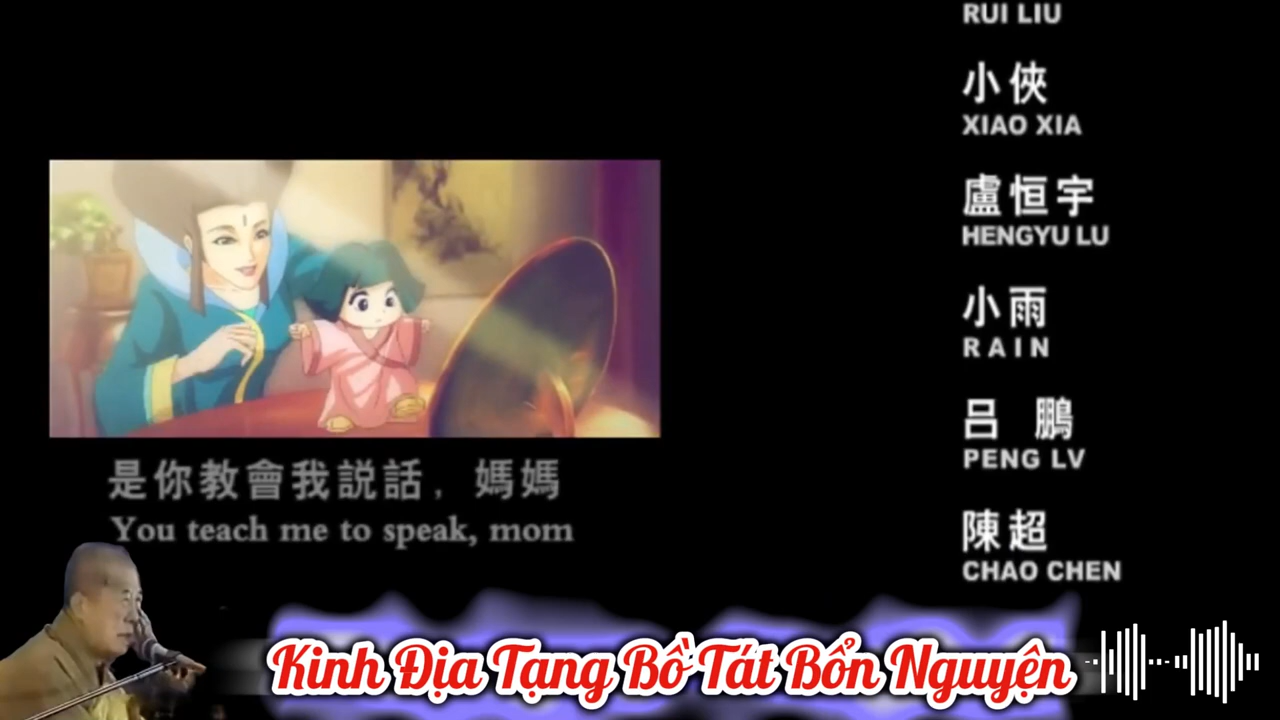 RUI LIU
小俠
XIAO XIA
盧恒宇
HENGYU LU
小雨
RAIN
吕 鵬
PENG LV
陳超
CHAO CHEN
是你教會我説話，媽媽
You teach me to speak, mom
Kinh Địa Tạng Bồ Tát Bổn Nguyện